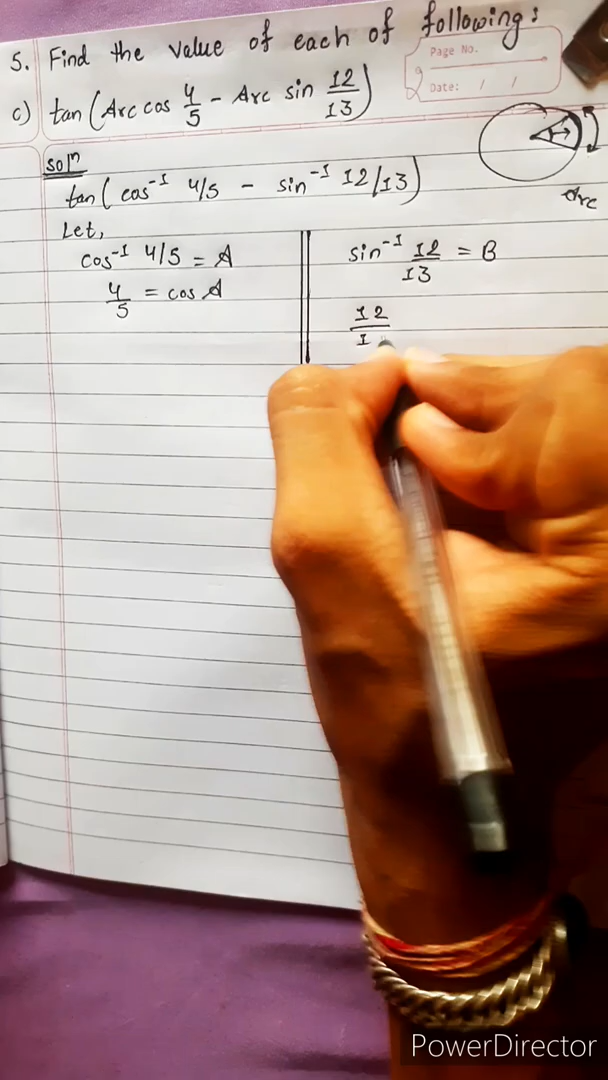 5. Find the value of each of following:
Page No.
Date: / /
c) tan (Arc cos 4/5 - Arc sin 12/13)
Solⁿ
tan ( cos⁻¹ 4/5 - sin⁻¹ 12/13)
Arc
Let,
cos⁻¹ 4/5 = A
4/5 = cos A
sin⁻¹ 12/13 = B
12/1
PowerDirector